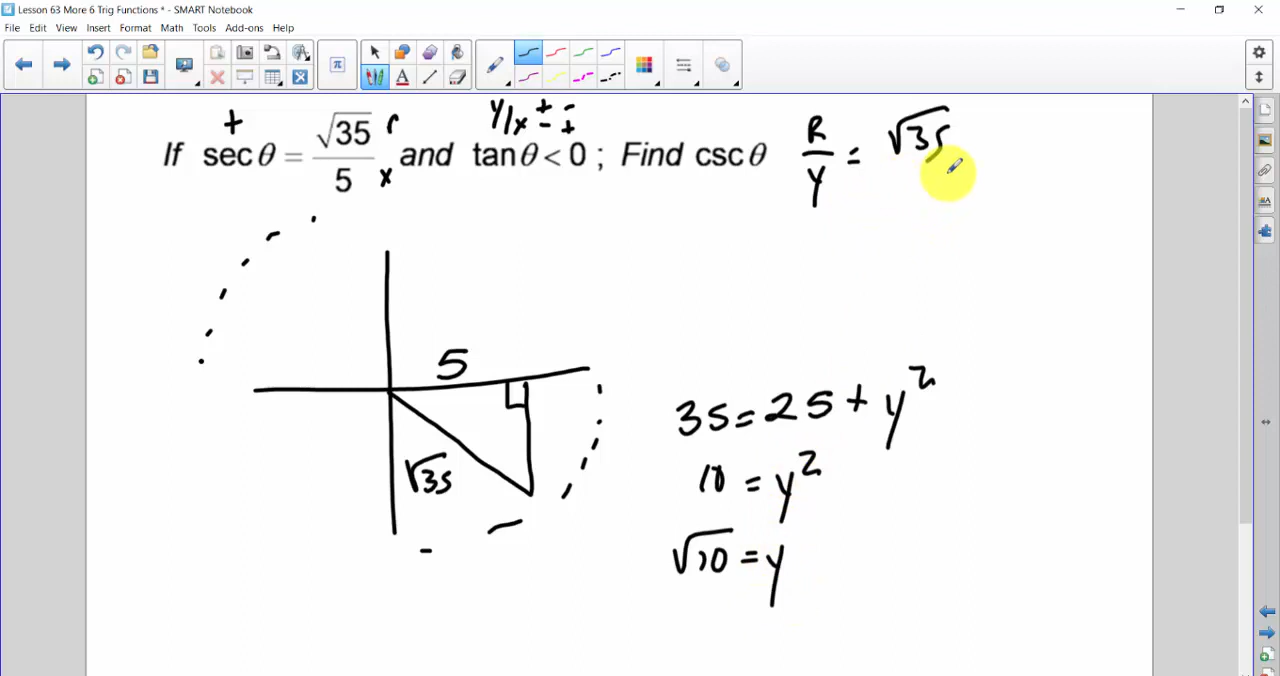 Lesson 63 More 6 Trig Functions * - SMART Notebook
File Edit View Insert Format Math Tools Add-ons Help
If sec θ = √35/5 and tan θ < 0 ; Find csc θ R/Y = √35
+ r x y/x + - - +
5
√35
35 = 25 + y²
10 = y²
√10 = y